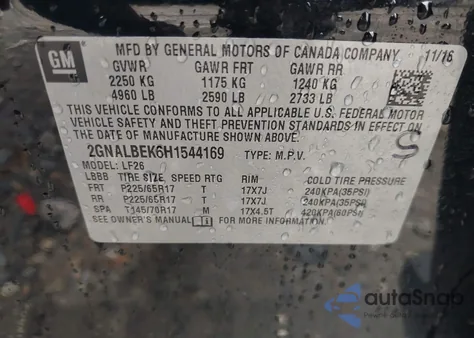 GM
MFD BY GENERAL MOTORS OF CANADA COMPANY 11/16
GVWR GAWR FRT GAWR RR
2250 KG 1175 KG 1240 KG
4960 LB 2590 LB 2733 LB
THIS VEHICLE CONFORMS TO ALL APPLICABLE U.S. FEDERAL MOTOR
VEHICLE SAFETY AND THEFT PREVENTION STANDARDS IN EFFECT ON
THE DATE OF MANUFACTURE SHOWN ABOVE.
2GNALBEK6H1544169 TYPE: M.P.V.
MODEL: LF26
LBBB TIRE SIZE SPEED RTG RIM COLD TIRE PRESSURE
FRT P225/65R17 T 17X7J 240KPA(35PSI)
RR P225/65R17 T 17X7J 240KPA(35PSI)
SPA T145/70R17 M 17X4.5T 420KPA(60PSI)
SEE OWNER'S MANUAL i FOR MORE INFORMATION.
autoSnap